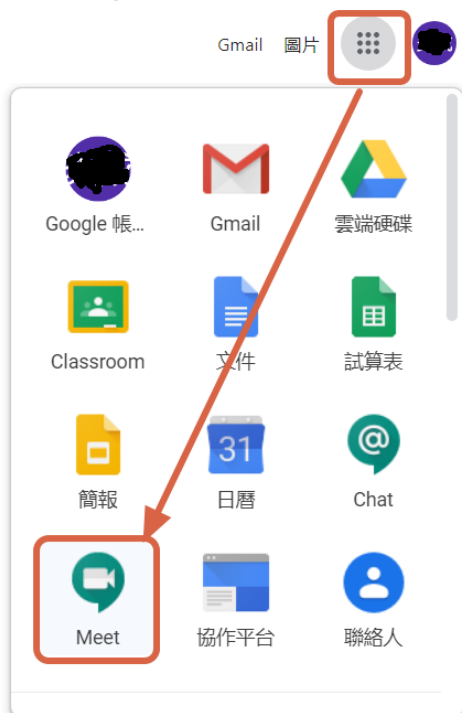 Gmail 圖片
Google 帳... Gmail 雲端硬碟
Classroom 文件 試算表
31
簡報 日曆 Chat
Meet 協作平台 聯絡人